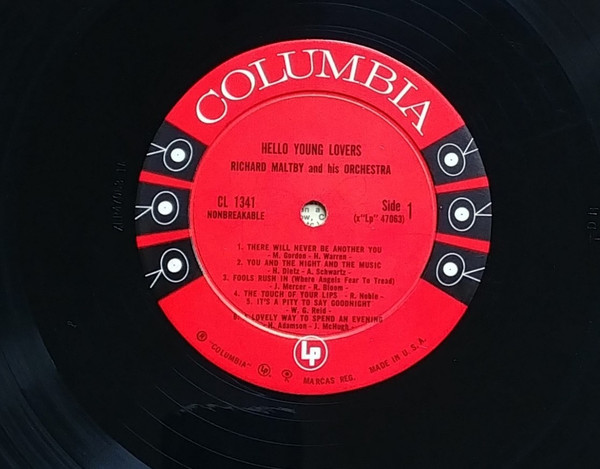 COLUMBIA
HELLO YOUNG LOVERS
RICHARD MALTBY and his ORCHESTRA
CL 1341
NONBREAKABLE
Side 1
(x"Lp" 47063)
1. THERE WILL NEVER BE ANOTHER YOU
- M. Gordon - H. Warren -
2. YOU AND THE NIGHT AND THE MUSIC
- H. Dietz - A. Schwartz -
3. FOOLS RUSH IN (Where Angels Fear To Tread)
- J. Mercer - R. Bloom -
4. THE TOUCH OF YOUR LIPS - R. Noble -
5. IT'S A PITY TO SAY GOODNIGHT
- W. G. Reid -
6. A LOVELY WAY TO SPEND AN EVENING
- H. Adamson - J. McHugh -
Lp
® "COLUMBIA" MARCAS REG. MADE IN U.S.A.